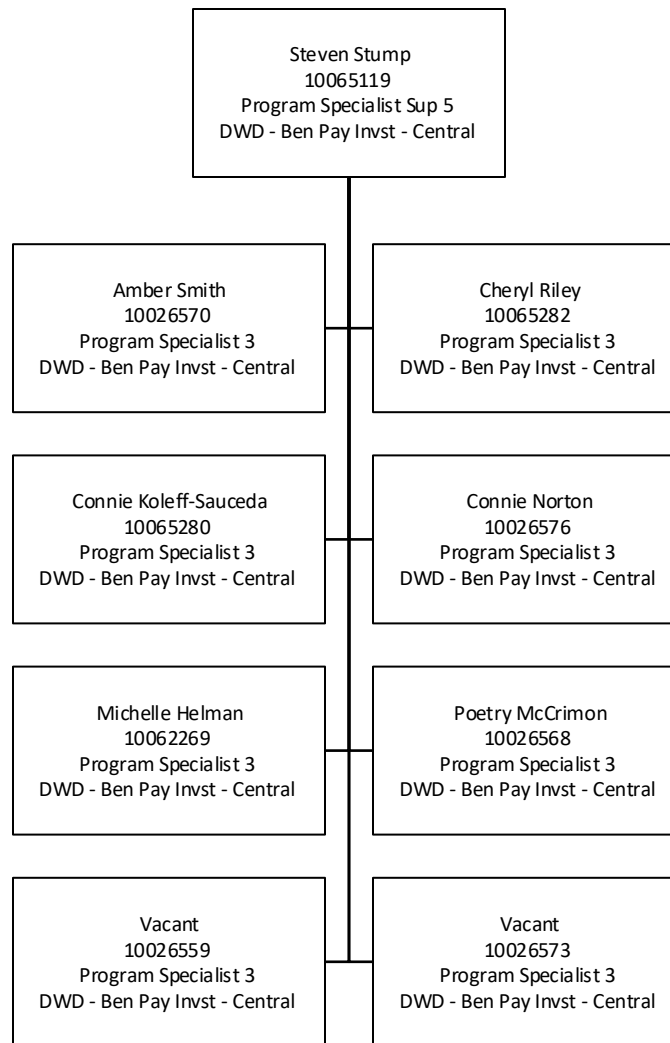 Steven Stump
10065119
Program Specialist Sup 5
DWD - Ben Pay Invst - Central
Amber Smith
10026570
Program Specialist 3
DWD - Ben Pay Invst - Central
Cheryl Riley
10065282
Program Specialist 3
DWD - Ben Pay Invst - Central
Connie Koleff-Sauceda
10065280
Program Specialist 3
DWD - Ben Pay Invst - Central
Connie Norton
10026576
Program Specialist 3
DWD - Ben Pay Invst - Central
Michelle Helman
10062269
Program Specialist 3
DWD - Ben Pay Invst - Central
Poetry McCrimon
10026568
Program Specialist 3
DWD - Ben Pay Invst - Central
Vacant
10026559
Program Specialist 3
DWD - Ben Pay Invst - Central
Vacant
10026573
Program Specialist 3
DWD - Ben Pay Invst - Central